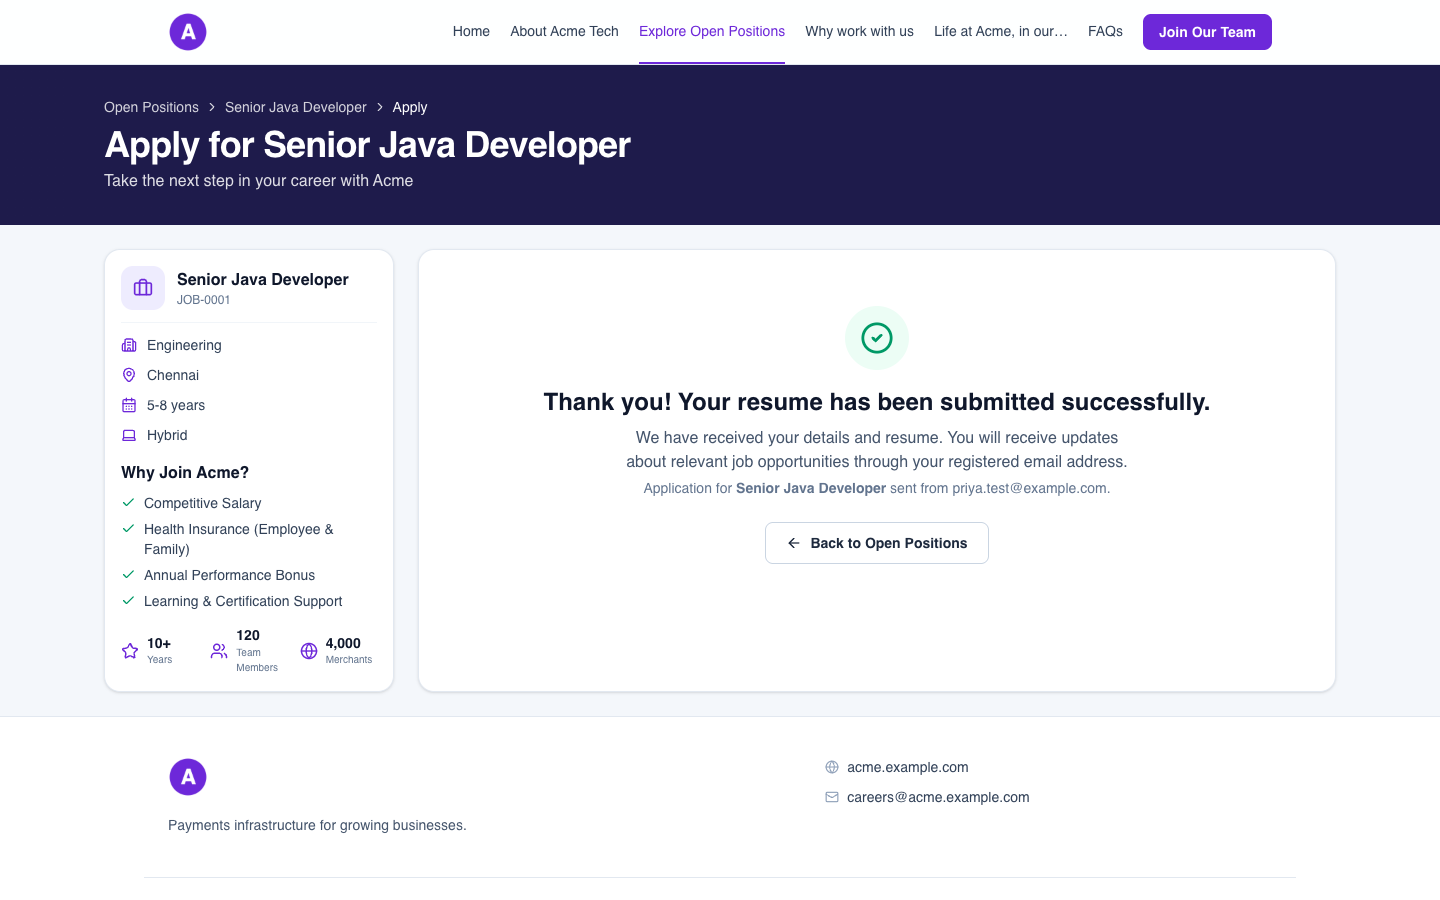 A
Home
About Acme Tech
Explore Open Positions
Why work with us
Life at Acme, in our…
FAQs
Join Our Team
Open Positions > Senior Java Developer > Apply
Apply for Senior Java Developer
Take the next step in your career with Acme
Senior Java Developer
JOB-0001
Engineering
Chennai
5-8 years
Hybrid
Why Join Acme?
Competitive Salary
Health Insurance (Employee &
Family)
Annual Performance Bonus
Learning & Certification Support
10+
Years
120
Team
Members
4,000
Merchants
Thank you! Your resume has been submitted successfully.
We have received your details and resume. You will receive updates
about relevant job opportunities through your registered email address.
Application for Senior Java Developer sent from priya.test@example.com.
Back to Open Positions
A
Payments infrastructure for growing businesses.
acme.example.com
careers@acme.example.com